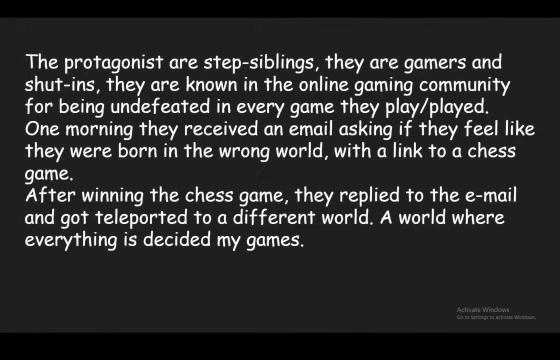 The protagonist are step-siblings, they are gamers and
shut-ins, they are known in the online gaming community
for being undefeated in every game they play/played.
One morning they received an email asking if they feel like
they were born in the wrong world, with a link to a chess
game.
After winning the chess game, they replied to the e-mail
and got teleported to a different world. A world where
everything is decided my games.
Activate Windows
Go to Settings to activate Windows.